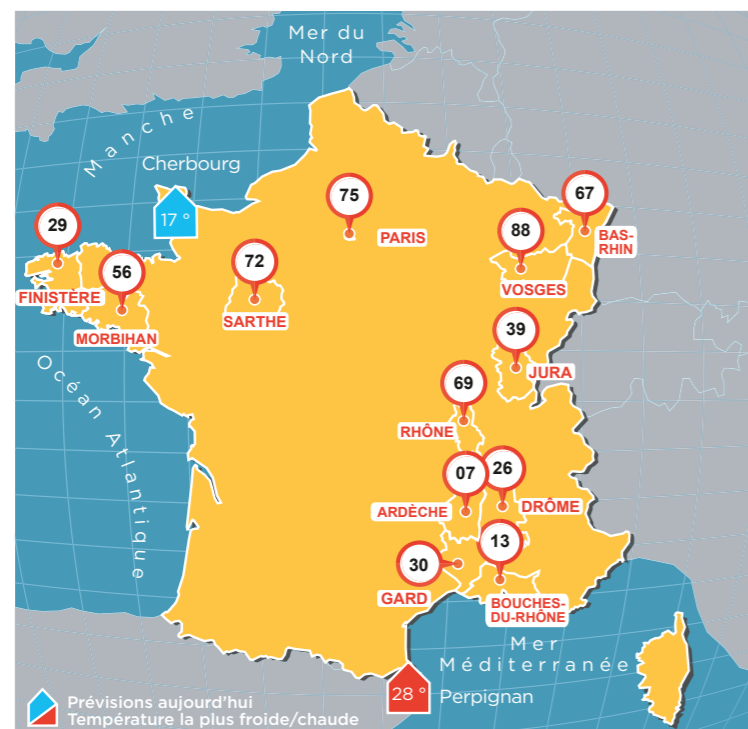 Mer du
Nord
Manche
Cherbourg
17 °
75
PARIS
67
BAS-
RHIN
29
FINISTÈRE
56
MORBIHAN
72
SARTHE
88
VOSGES
39
JURA
69
RHÔNE
Océan Atlantique
07
ARDÈCHE
26
DRÔME
13
BOUCHES-
DU-RHÔNE
30
GARD
Mer
Méditerranée
28 °
Perpignan
Prévisions aujourd'hui
Température la plus froide/chaude